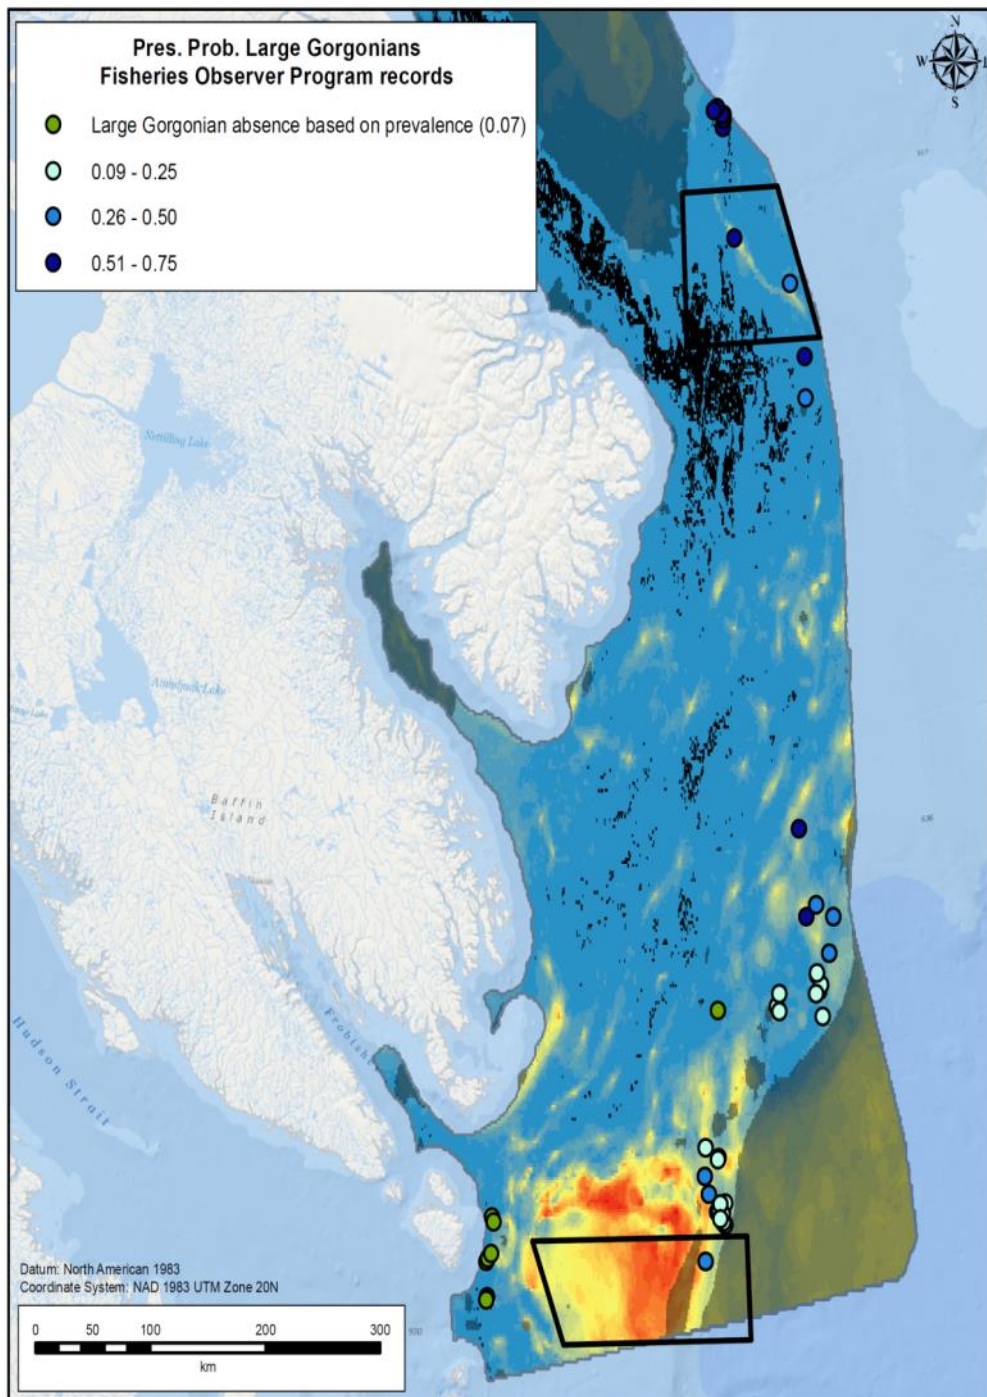 Pres. Prob. Large Gorgonians
Fisheries Observer Program records
Large Gorgonian absence based on prevalence (0.07)
0.09 - 0.25
0.26 - 0.50
0.51 - 0.75
N
W
S
Nettilling Lake
Amadjuak Lake
Baffin
Island
Hudson Strait
Datum: North American 1983
Coordinate System: NAD 1983 UTM Zone 20N
0 50 100 200 300
km